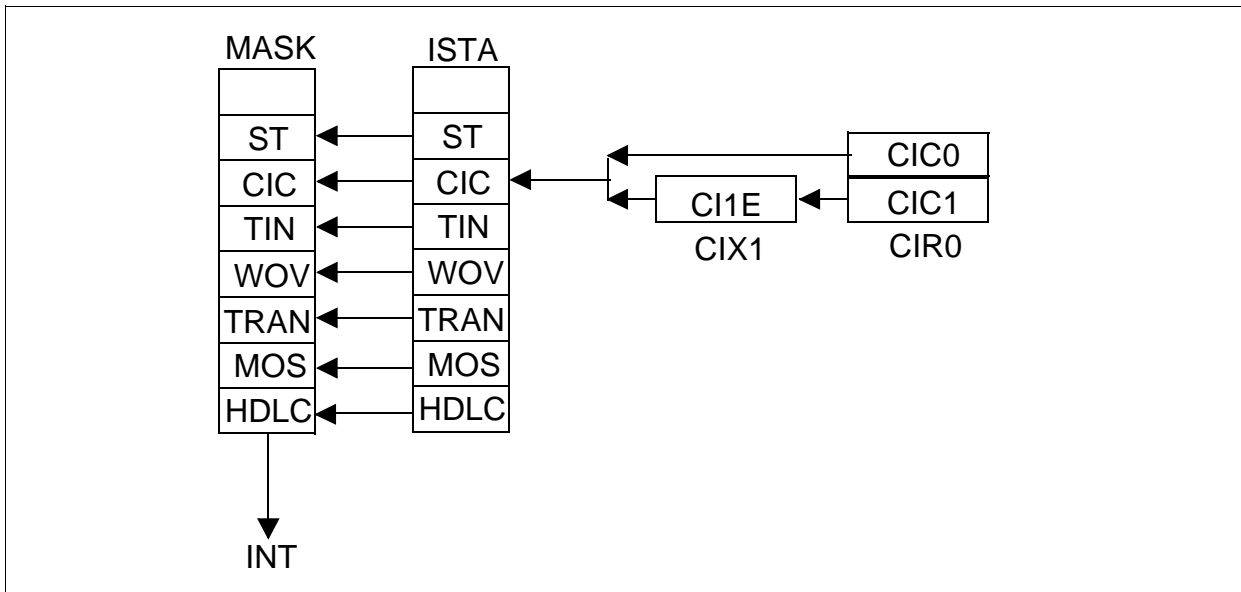 MASK ISTA
ST ST CIC0
CIC CIC CI1E CIC1
TIN TIN CIX1 CIR0
WOV WOV
TRAN TRAN
MOS MOS
HDLC HDLC
INT